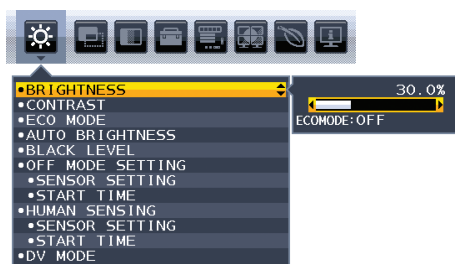 •BRIGHTNESS
30.0%
•CONTRAST
•ECO MODE
ECOMODE:OFF
•AUTO BRIGHTNESS
•BLACK LEVEL
•OFF MODE SETTING
•SENSOR SETTING
•START TIME
•HUMAN SENSING
•SENSOR SETTING
•START TIME
•DV MODE